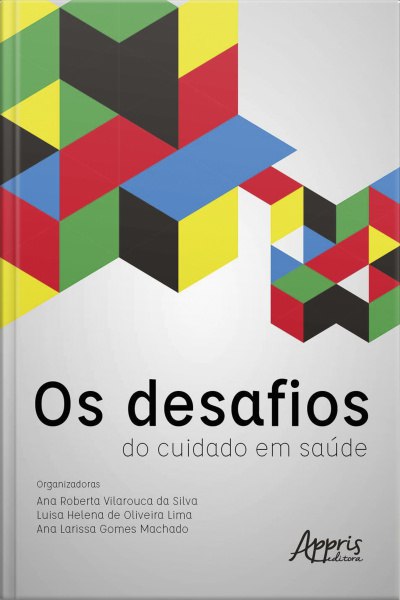 Os desafios
do cuidado em saúde
Organizadoras
Ana Roberta Vilarouca da Silva
Luisa Helena de Oliveira Lima
Ana Larissa Gomes Machado
Appris
editora